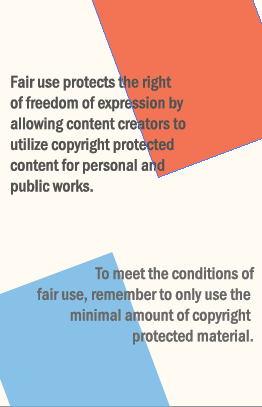 Fair use protects the right
of freedom of expression by
allowing content creators to
utilize copyright protected
content for personal and
public works.
To meet the conditions of
fair use, remember to only use the
minimal amount of copyright
protected material.